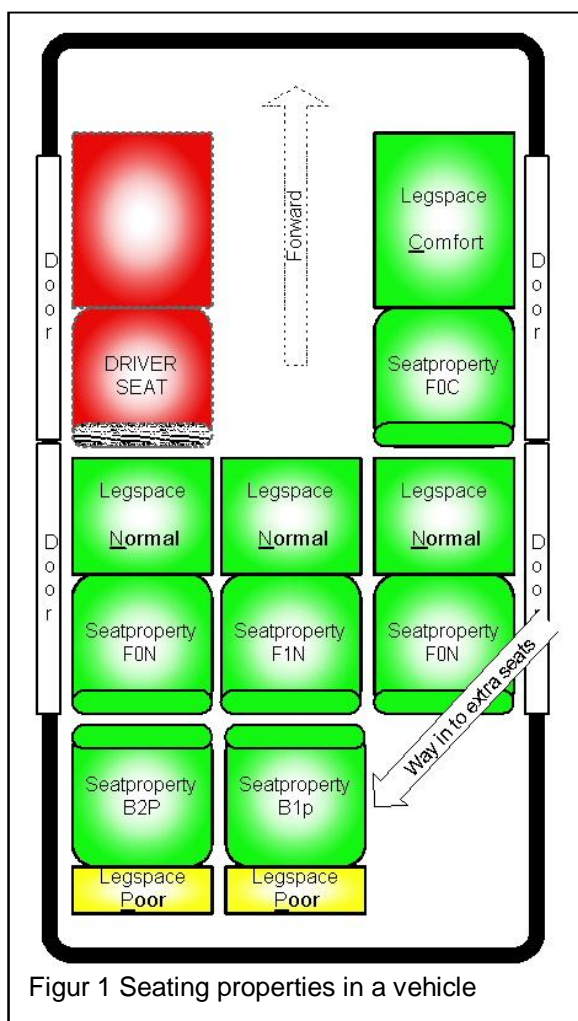 Forward
Legspace
Comfort
Door
DRIVER
SEAT
Seatproperty
F0C
Door
Legspace
Normal
Legspace
Normal
Legspace
Normal
Door
Seatproperty
F0N
Seatproperty
F1N
Seatproperty
F0N
Door
Way in to extra seats
Seatproperty
B2P
Seatproperty
B1p
Legspace
Poor
Legspace
Poor
Figur 1 Seating properties in a vehicle